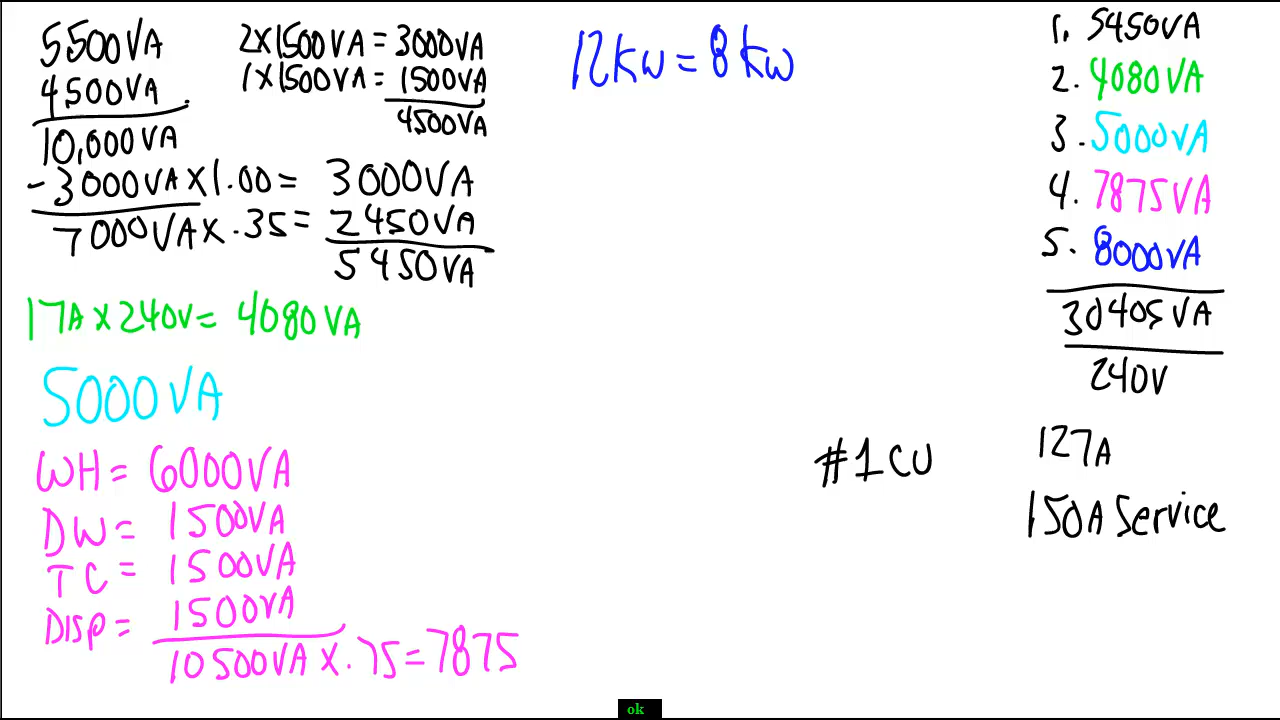 5500VA
4500VA
10,000VA
-3000VA x 1.00 = 3000VA
7000VA x .35 = 2450VA
5450VA
2x1500VA = 3000VA
1x1500VA = 1500VA
4500VA
17A x 240V = 4080VA
5000VA
WH = 6000VA
DW = 1500VA
TC = 1500VA
DISP = 1500VA
10500VA x .75 = 7875
12kw = 8kw
#1 CU
1. 5450VA
2. 4080VA
3. 5000VA
4. 7875VA
5. 8000VA
30405VA
240V
127A
150A Service
ok